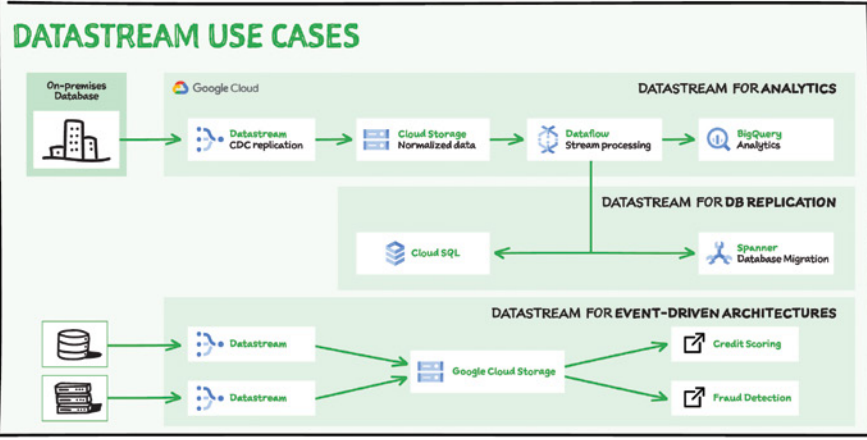 DATASTREAM USE CASES
On-premises
Database
Google Cloud
DATASTREAM FOR ANALYTICS
Datastream
CDC replication
Cloud Storage
Normalized data
Dataflow
Stream processing
BigQuery
Analytics
DATASTREAM FOR DB REPLICATION
Cloud SQL
Spanner
Database Migration
DATASTREAM FOR EVENT-DRIVEN ARCHITECTURES
Datastream
Google Cloud Storage
Credit Scoring
Datastream
Fraud Detection